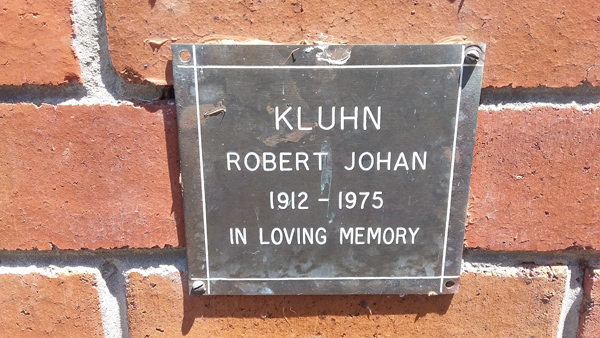 KLUHN
ROBERT JOHAN
1912 - 1975
IN LOVING MEMORY